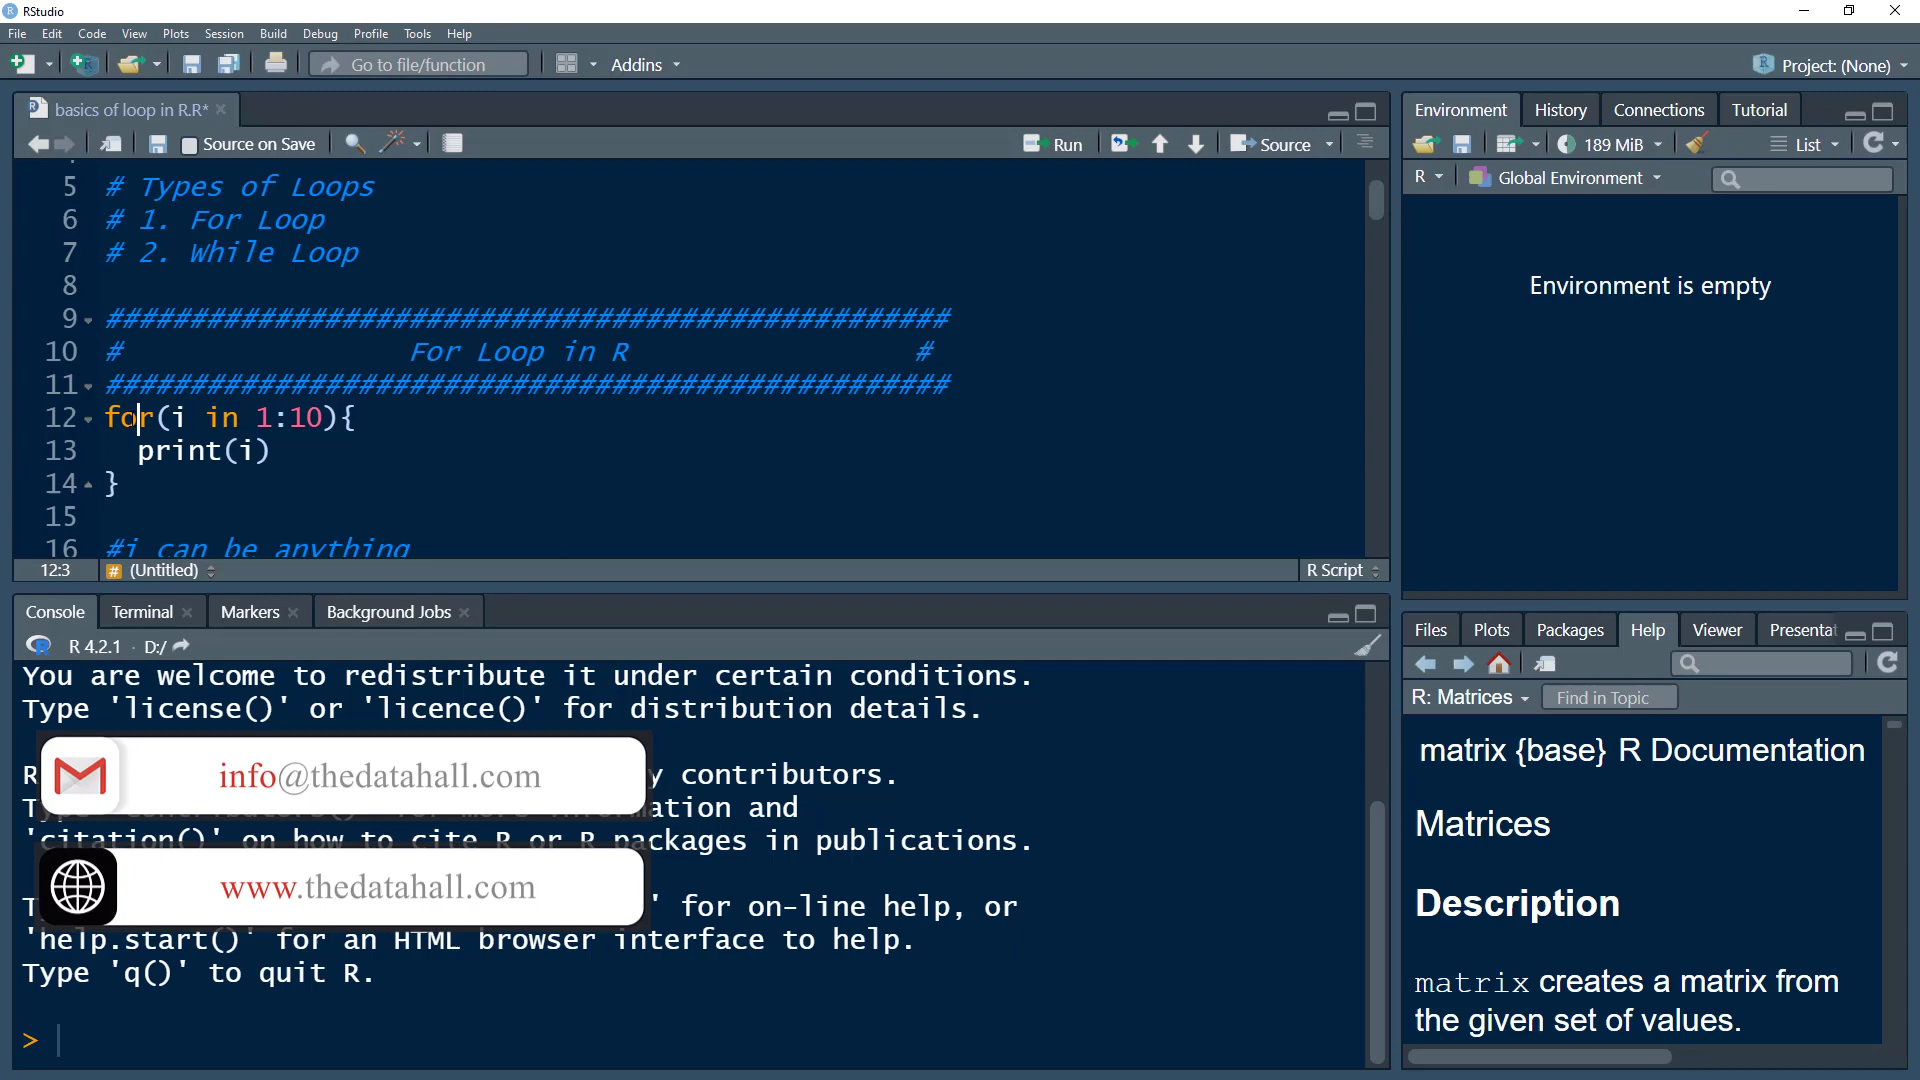 RStudio
File Edit Code View Plots Session Build Debug Profile Tools Help
Go to file/function Addins Project: (None)
basics of loop in R.R*
Source on Save Run Source
5 # Types of Loops
6 # 1. For Loop
7 # 2. While Loop
8
9 ##################################################
10 # For Loop in R #
11 ##################################################
12 for(i in 1:10){
13 print(i)
14 }
15
16 #i can be anything
12:3 # (Untitled) R Script
Console Terminal Markers Background Jobs
R 4.2.1 · D:/
You are welcome to redistribute it under certain conditions.
Type 'license()' or 'licence()' for distribution details.
info@thedatahall.com
contributors.
and
'citation()' on how to cite R or R packages in publications.
www.thedatahall.com
' for on-line help, or
'help.start()' for an HTML browser interface to help.
Type 'q()' to quit R.
>
Environment History Connections Tutorial
189 MiB List
R Global Environment
Environment is empty
Files Plots Packages Help Viewer
R: Matrices Find in Topic
matrix {base} R Documentation
Matrices
Description
matrix creates a matrix from
the given set of values.